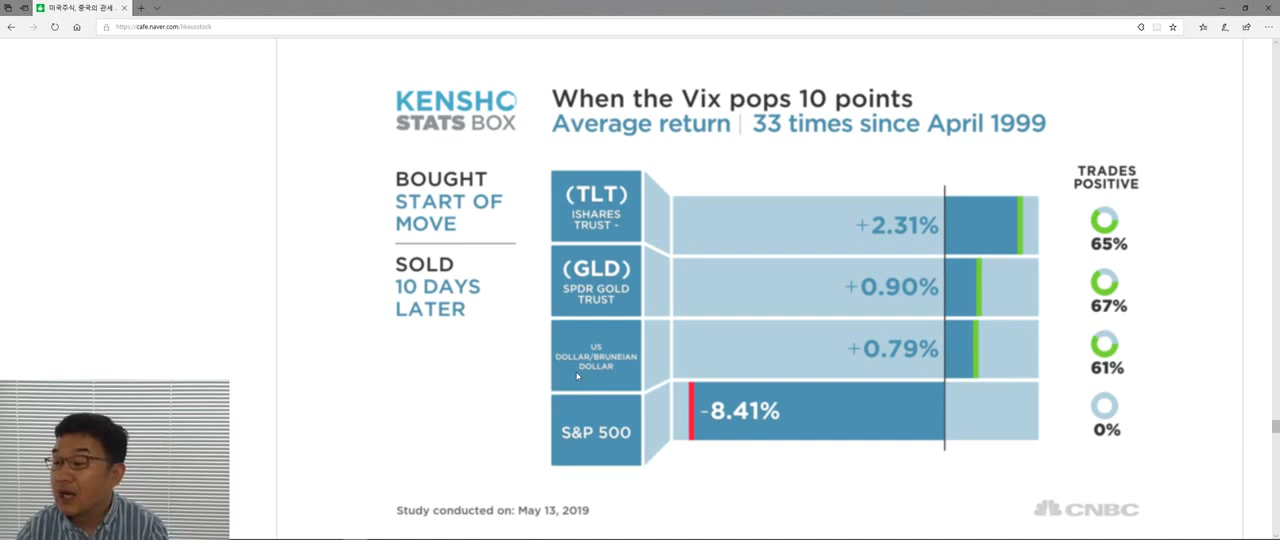 미국주식, 중국의 관세 .
https://cafe.naver.com/likeusstock
KENSHO
STATS BOX
When the Vix pops 10 points
Average return | 33 times since April 1999
BOUGHT
START OF
MOVE
SOLD
10 DAYS
LATER
TRADES
POSITIVE
(TLT)
ISHARES
TRUST -
+2.31%
65%
(GLD)
SPDR GOLD
TRUST
+0.90%
67%
US
DOLLAR/BRUNEIAN
DOLLAR
+0.79%
61%
S&P 500
-8.41%
0%
Study conducted on: May 13, 2019
CNBC